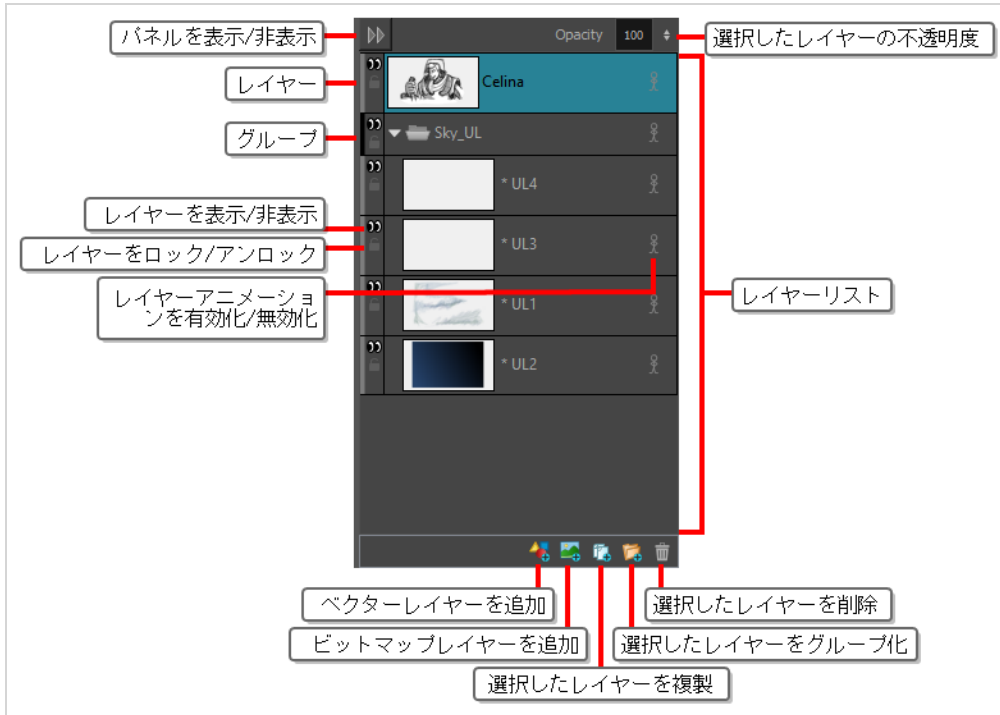 パネルを表示/非表示
Opacity 100
選択したレイヤーの不透明度
レイヤー
Celina
グループ
Sky_UL
* UL4
レイヤーを表示/非表示
* UL3
レイヤーをロック/アンロック
レイヤーアニメーショ
ンを有効化/無効化
* UL1
レイヤーリスト
* UL2
ベクターレイヤーを追加
選択したレイヤーを削除
ビットマップレイヤーを追加
選択したレイヤーをグループ化
選択したレイヤーを複製